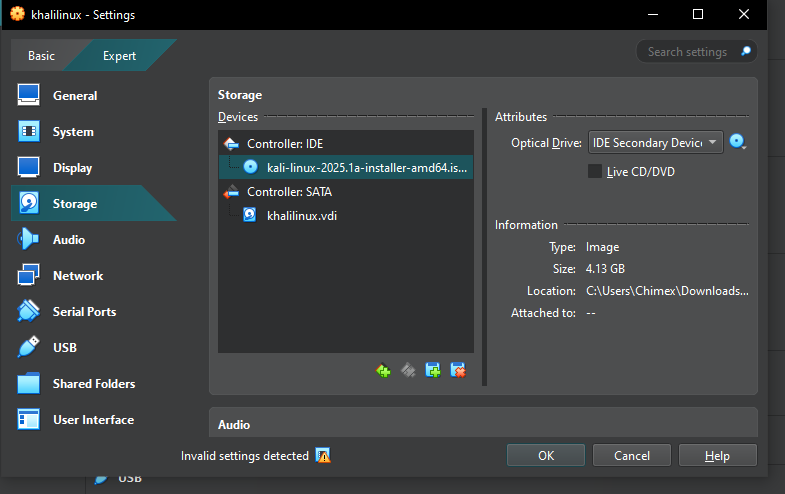 khalilinux - Settings
Basic
Expert
Search settings
General
System
Display
Storage
Audio
Network
Serial Ports
USB
Shared Folders
User Interface
Storage
Devices
Controller: IDE
kali-linux-2025.1a-installer-amd64.is...
Controller: SATA
khalilinux.vdi
Attributes
Optical Drive: IDE Secondary Device
Live CD/DVD
Information
Type: Image
Size: 4.13 GB
Location: C:\Users\Chimex\Downloads...
Attached to: --
Audio
Invalid settings detected
OK
Cancel
Help
USB